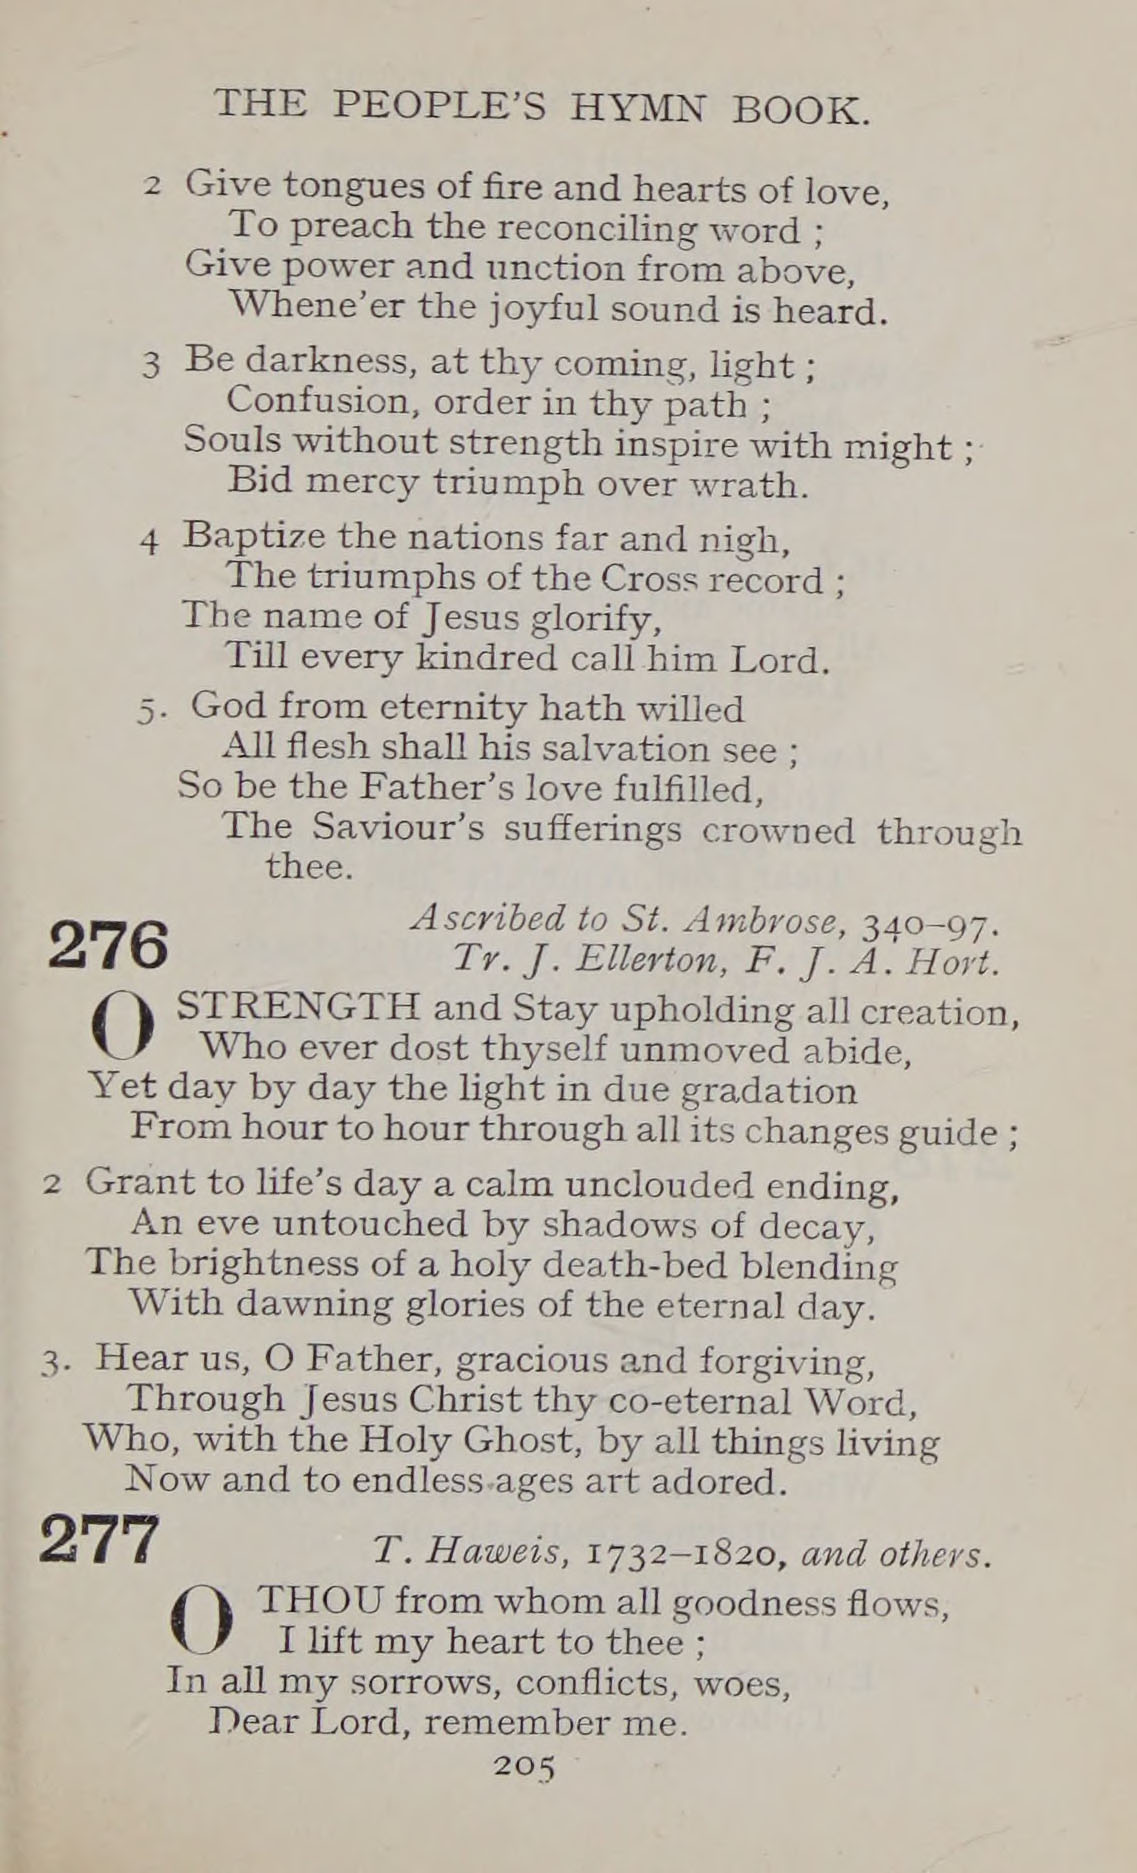 THE PEOPLE'S HYMN BOOK.
2 Give tongues of fire and hearts of love,
To preach the reconciling word ;
Give power and unction from above,
Whene'er the joyful sound is heard.
3 Be darkness, at thy coming, light ;
Confusion, order in thy path ;
Souls without strength inspire with might ;
Bid mercy triumph over wrath.
4 Baptize the nations far and nigh,
The triumphs of the Cross record ;
The name of Jesus glorify,
Till every kindred call him Lord.
5. God from eternity hath willed
All flesh shall his salvation see ;
So be the Father's love fulfilled,
The Saviour's sufferings crowned through
thee.
276 Ascribed to St. Ambrose, 340–97.
Tr. J. Ellerton, F. J. A. Hort.
O STRENGTH and Stay upholding all creation,
Who ever dost thyself unmoved abide,
Yet day by day the light in due gradation
From hour to hour through all its changes guide ;
2 Grant to life's day a calm unclouded ending,
An eve untouched by shadows of decay,
The brightness of a holy death-bed blending
With dawning glories of the eternal day.
3. Hear us, O Father, gracious and forgiving,
Through Jesus Christ thy co-eternal Word,
Who, with the Holy Ghost, by all things living
Now and to endless ages art adored.
277 T. Haweis, 1732–1820, and others.
O THOU from whom all goodness flows,
I lift my heart to thee ;
In all my sorrows, conflicts, woes,
Dear Lord, remember me.
205